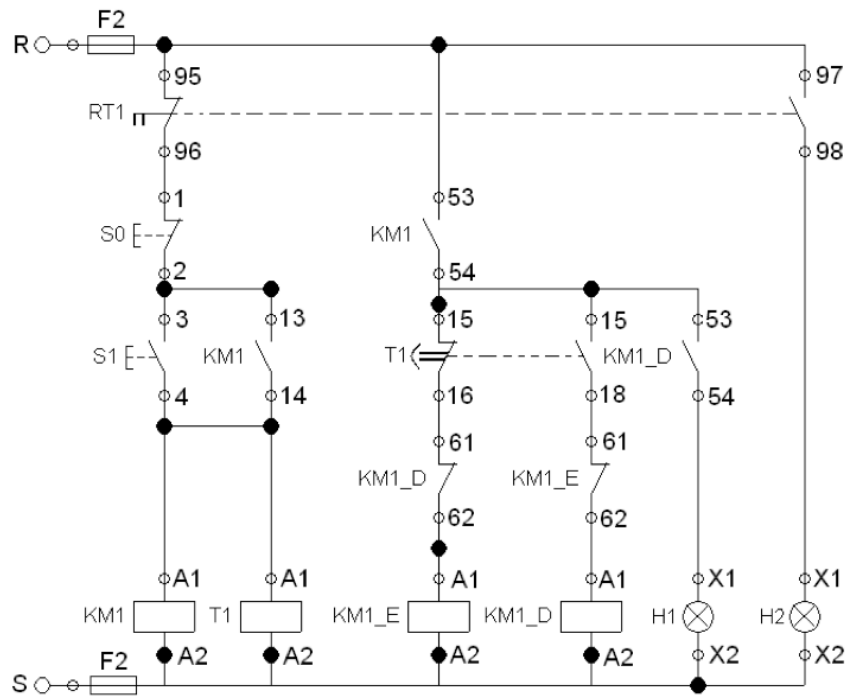 F2
R
95 97
RT1
96 98
1 53
S0 KM1
2 54
3 13 15 15 53
S1 KM1 T1 KM1_D
4 14 16 18 54
61 61
KM1_D KM1_E
62 62
A1 A1 A1 A1 X1 X1
KM1 T1 KM1_E KM1_D H1 H2
A2 A2 A2 A2 X2 X2
F2
S